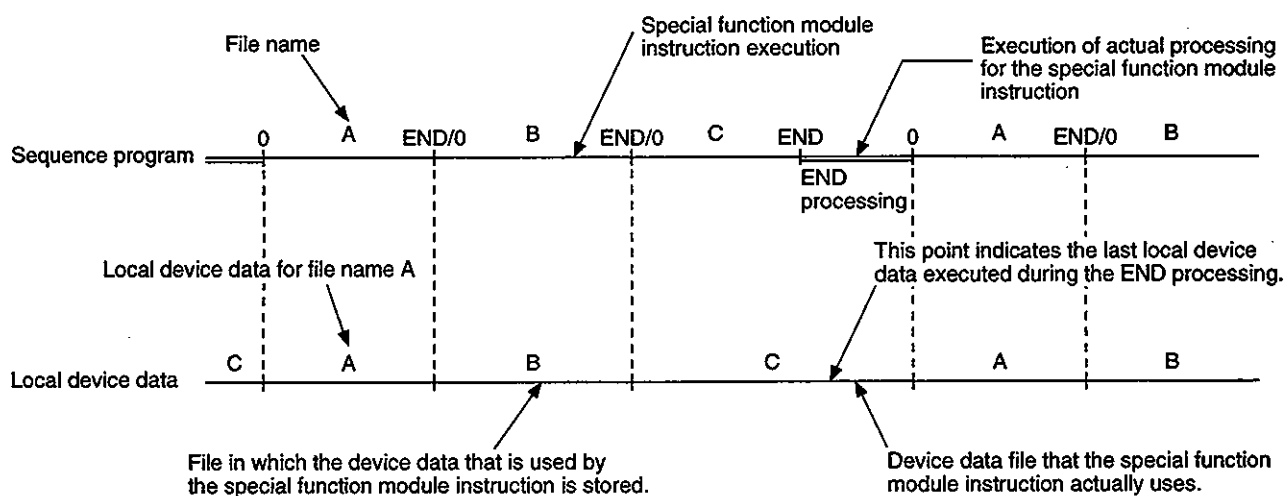 File name
Special function module
instruction execution
Execution of actual processing
for the special function module
instruction
0 A END/0 B END/0 C END 0 A END/0 B
Sequence program
END
processing
This point indicates the last local device
data executed during the END processing.
Local device data for file name A
C A B C A B
Local device data
File in which the device data that is used by
the special function module instruction is stored.
Device data file that the special function
module instruction actually uses.